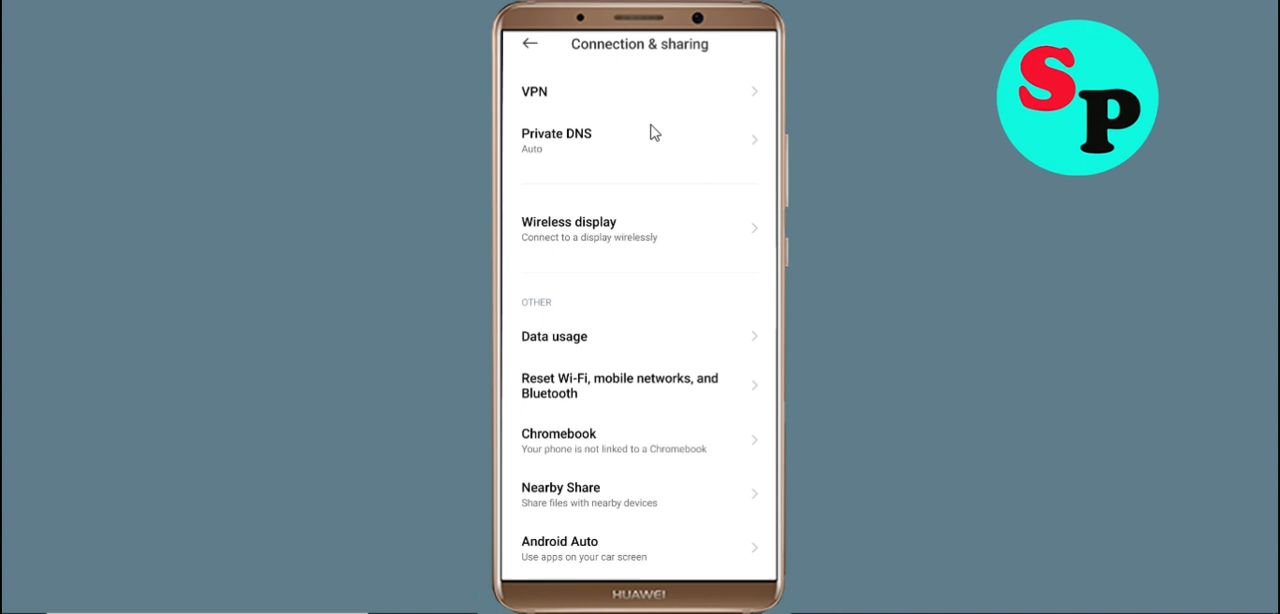 Connection & sharing
VPN
Private DNS
Auto
Wireless display
Connect to a display wirelessly
OTHER
Data usage
Reset Wi-Fi, mobile networks, and
Bluetooth
Chromebook
Your phone is not linked to a Chromebook
Nearby Share
Share files with nearby devices
Android Auto
Use apps on your car screen
HUAWEI
SP